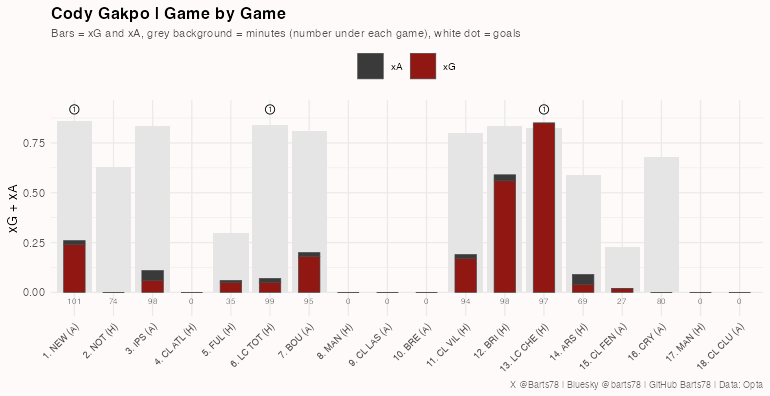 Cody Gakpo | Game by Game
Bars = xG and xA, grey background = minutes (number under each game), white dot = goals
xA xG
1 1 1
0.75
0.50
0.25
0.00
xG + xA
101 74 98 0 35 99 95 0 0 0 94 98 97 69 27 80 0 0
1. NEW (A)
2. NOT (H)
3. IPS (A)
4. CL ATL (H)
5. FUL (H)
6. LC TOT (H)
7. BOU (A)
8. MAN (H)
9. CL LAS (A)
10. BRE (A)
11. CL VIL (H)
12. BRI (H)
13. LC CHE (H)
14. ARS (H)
15. CL FEN (A)
16. CRY (A)
17. MAN (H)
18. CL CLU (A)
X @Barts78 | Bluesky @barts78 | GitHub Barts78 | Data: Opta